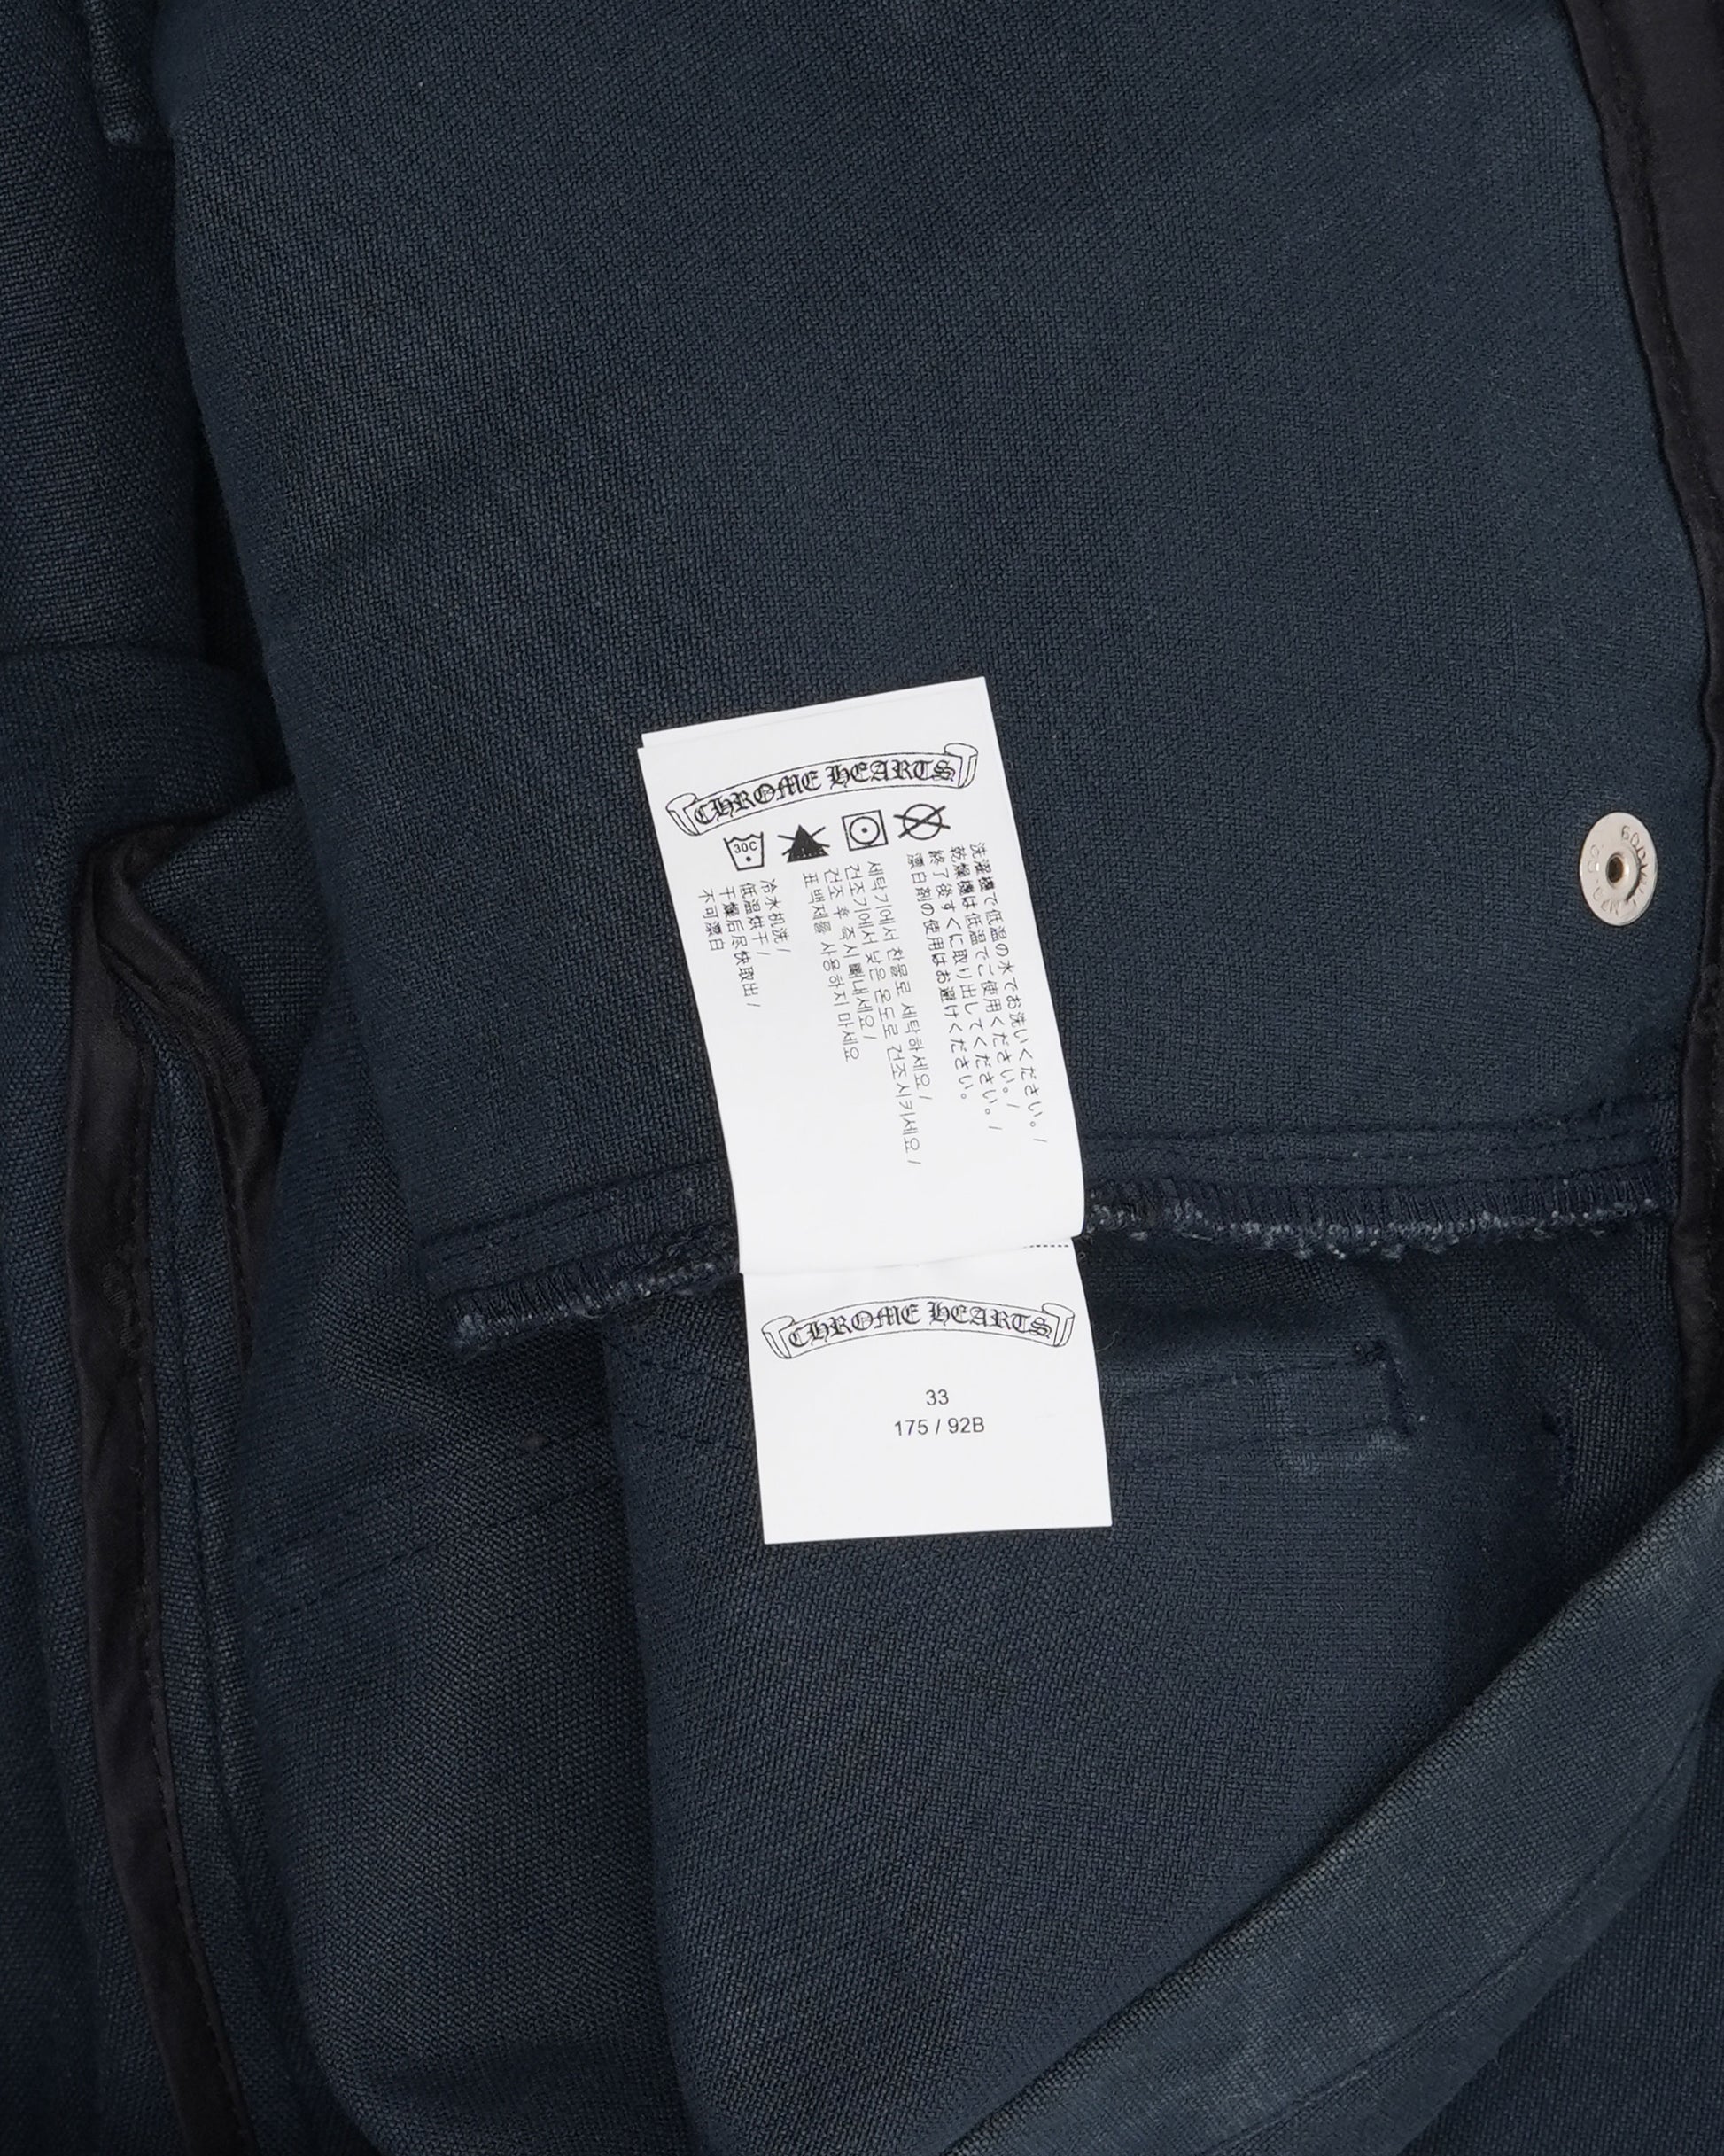 CHROME HEARTS
30C
洗濯機で低温の水でお洗いください。/
乾燥機は低温でご使用ください。/
終了後すぐに取り出してください。/
漂白剤の使用はお避けください。
세탁기에서 찬물로 세탁하세요 /
건조기에서 낮은 온도로 건조시키세요 /
건조 후 즉시 빼내세요 /
표백제를 사용하지 마세요
冷水机洗 /
低温烘干 /
干燥后尽快取出 /
不可漂白
CHROME HEARTS
33
175 / 92B